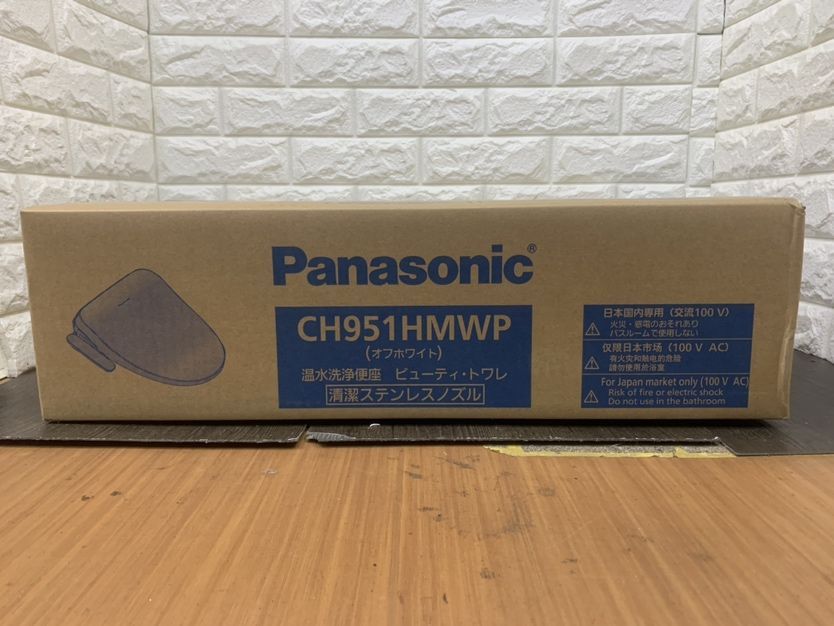 Panasonic®
CH951HMWP
(オフホワイト)
温水洗浄便座 ビューティ・トワレ
清潔ステンレスノズル
日本国内専用(交流100 V)
火災・感電のおそれあり
バスルームで使用しない
仅限日本市场(100 V AC)
有火灾和触电的危险
請勿使用於浴室
For Japan market only (100 V AC)
Risk of fire or electric shock
Do not use in the bathroom